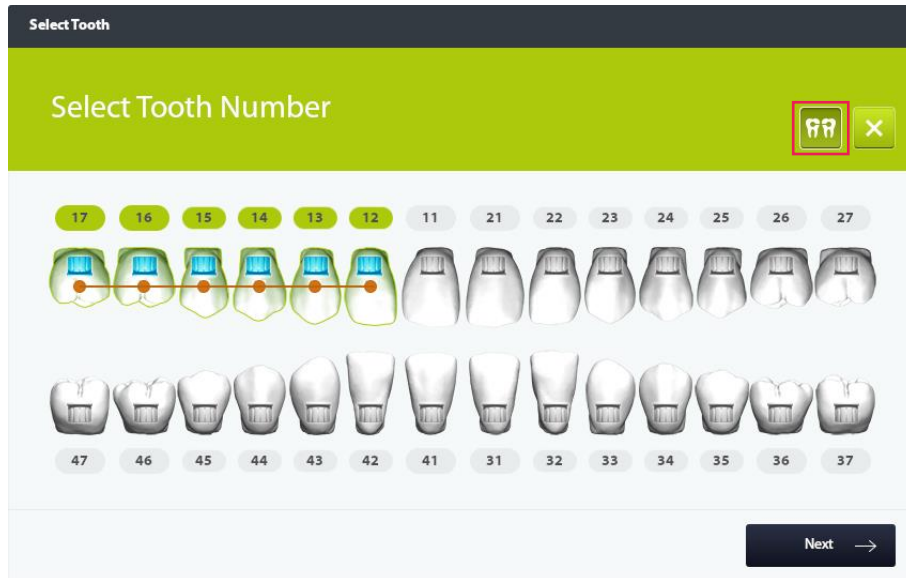 Select Tooth
Select Tooth Number
17 16 15 14 13 12 11 21 22 23 24 25 26 27
47 46 45 44 43 42 41 31 32 33 34 35 36 37
Next